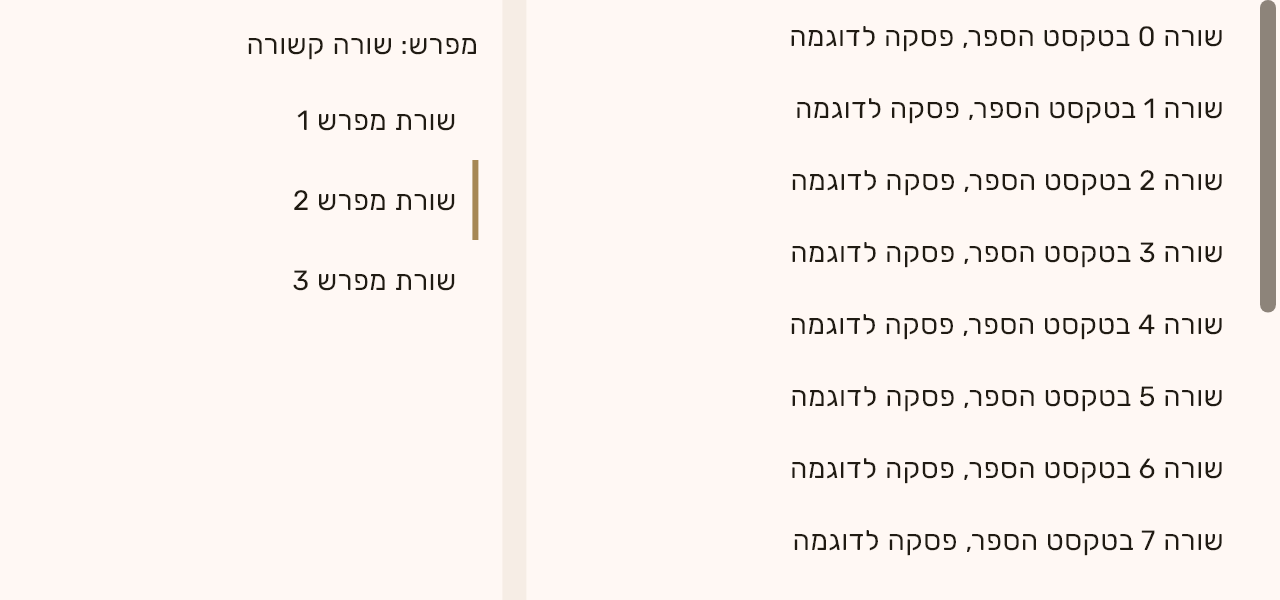 שורה 0 בטקסט הספר, פסקה לדוגמה
שורה 1 בטקסט הספר, פסקה לדוגמה
שורה 2 בטקסט הספר, פסקה לדוגמה
שורה 3 בטקסט הספר, פסקה לדוגמה
שורה 4 בטקסט הספר, פסקה לדוגמה
שורה 5 בטקסט הספר, פסקה לדוגמה
שורה 6 בטקסט הספר, פסקה לדוגמה
שורה 7 בטקסט הספר, פסקה לדוגמה
מפרש: שורה קשורה
שורת מפרש 1
שורת מפרש 2
שורת מפרש 3